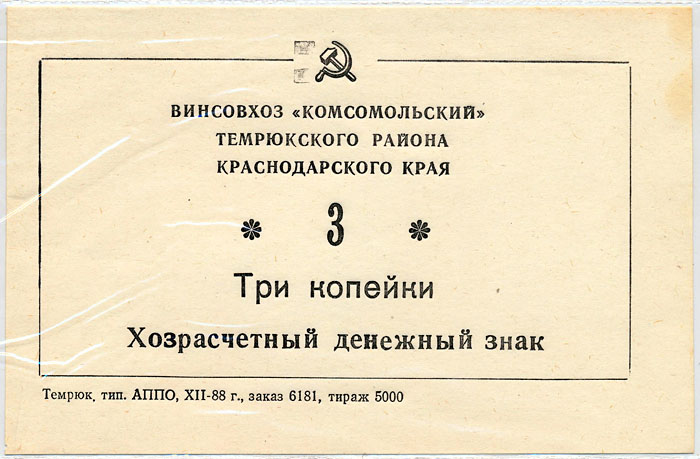 ВИНСОВХОЗ «КОМСОМОЛЬСКИЙ»
ТЕМРЮКСКОГО РАЙОНА
КРАСНОДАРСКОГО КРАЯ
* 3 *
Три копейки
Хозрасчетный денежный знак
Темрюк, тип. АППО, XII-88 г., заказ 6181, тираж 5000